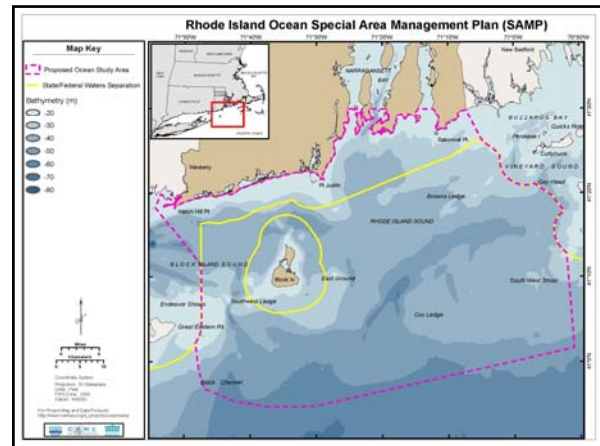 Rhode Island Ocean Special Area Management Plan (SAMP)
Map Key
Proposed Ocean Study Area
State/Federal Waters Separation
Bathymetry (m)
-20
-30
-40
-50
-60
-70
-80
Miles
Kilometers
Coordinate System
71°50'W
71°40'W
71°30'W
71°20'W
71°10'W
71°0'W
70°50'W
New Bedford
NARRAGANSETT
BAY
BUZZARDS BAY
Quicks Hole
Penikese I
Cuttyhunk
VINEYARD SOUND
Gay Head
Sakonnet Pt.
Westerly
Pt Judith
Watch Hill Pt
Browns Ledge
RHODE ISLAND SOUND
BLOCK ISLAND SOUND
Block Is
East Ground
South West Shoal
Endeavor Shoals
Southwest Ledge
Great Eastern Rk
Cox Ledge
Block Channel